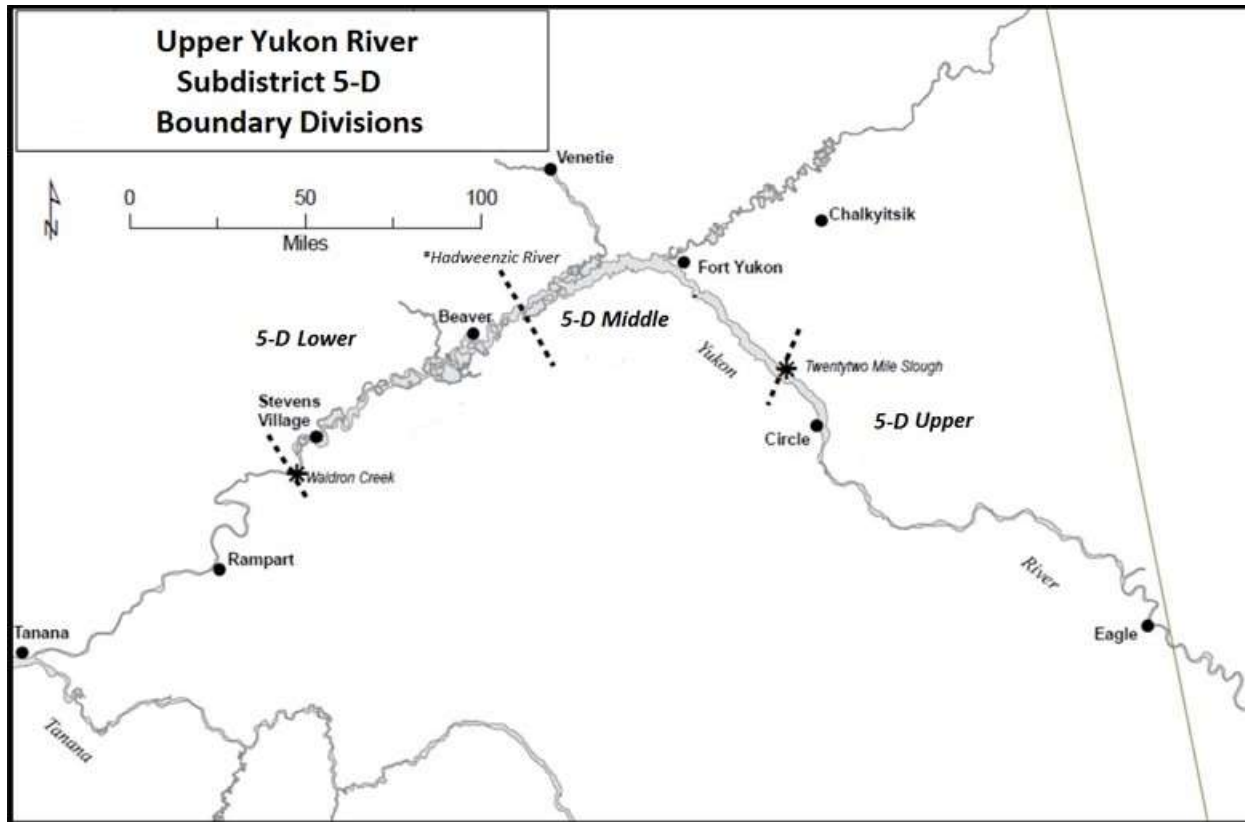 Upper Yukon River
Subdistrict 5-D
Boundary Divisions
N
0 50 100
Miles
Venetie
Chalkyitsik
*Hadweenzic River
Fort Yukon
Beaver
5-D Middle
5-D Lower
Yukon
Twentytwo Mile Slough
Stevens
Village
5-D Upper
Circle
Waldron Creek
Rampart
River
Tanana
Eagle
Tanana